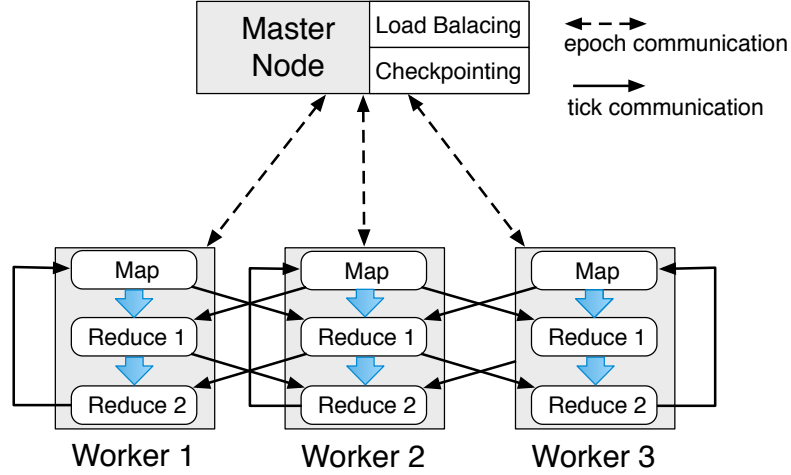 Master
Node
Load Balacing
Checkpointing
epoch communication
tick communication
Map
Map
Map
Reduce 1
Reduce 1
Reduce 1
Reduce 2
Reduce 2
Reduce 2
Worker 1
Worker 2
Worker 3